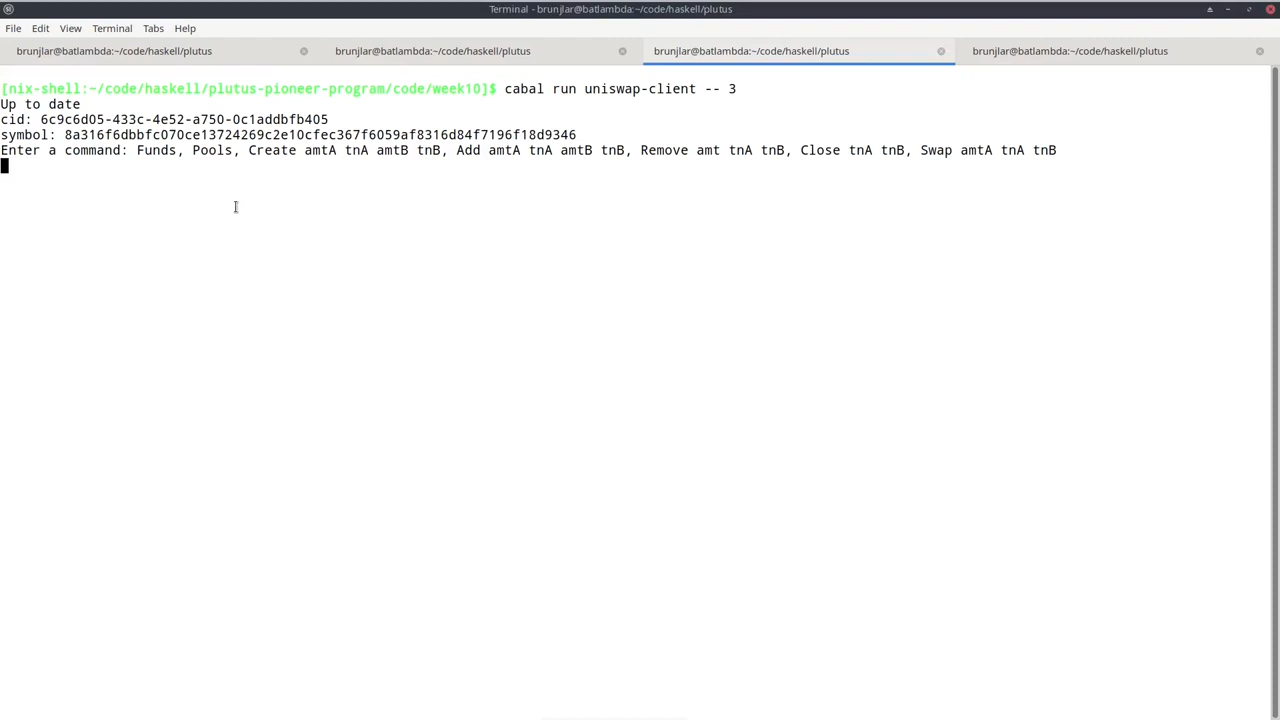 Terminal - brunjlar@batlambda:~/code/haskell/plutus
File Edit View Terminal Tabs Help
brunjlar@batlambda:~/code/haskell/plutus brunjlar@batlambda:~/code/haskell/plutus brunjlar@batlambda:~/code/haskell/plutus brunjlar@batlambda:~/code/haskell/plutus
[nix-shell:~/code/haskell/plutus-pioneer-program/code/week10]$ cabal run uniswap-client -- 3
Up to date
cid: 6c9c6d05-433c-4e52-a750-0c1addbfb405
symbol: 8a316f6dbbfc070ce13724269c2e10cfec367f6059af8316d84f7196f18d9346
Enter a command: Funds, Pools, Create amtA tnA amtB tnB, Add amtA tnA amtB tnB, Remove amt tnA tnB, Close tnA tnB, Swap amtA tnA tnB